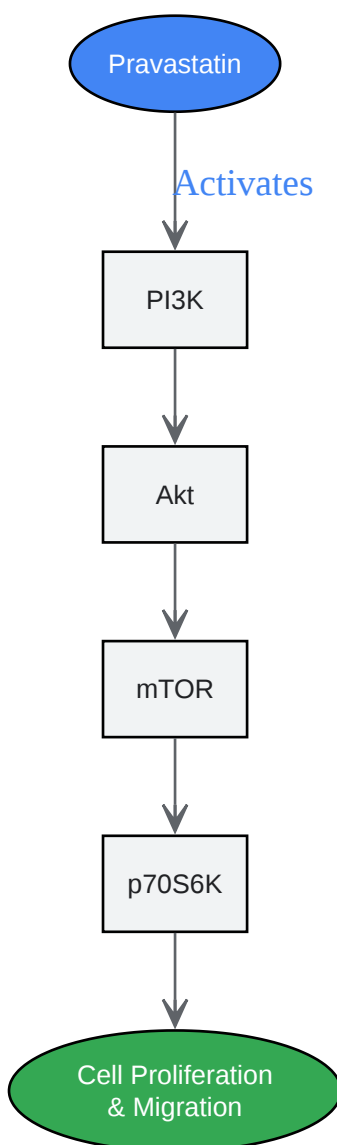 Pravastatin
Activates
PI3K
Akt
mTOR
p70S6K
Cell Proliferation
& Migration